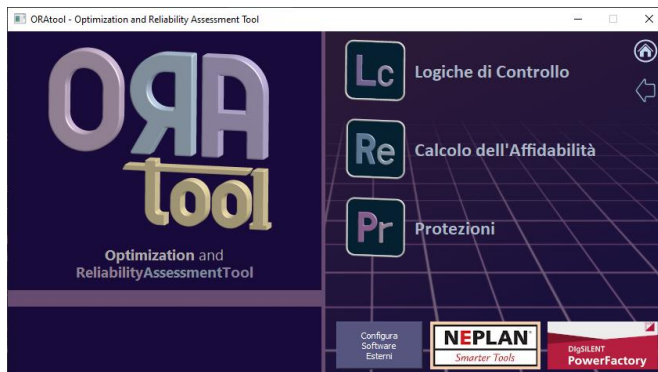 ORAtool - Optimization and Reliability Assessment Tool
ORA
tool
Optimization and
ReliabilityAssessmentTool
Lc
Logiche di Controllo
Re
Calcolo dell'Affidabilità
Pr
Protezioni
Configura
Software
Esterni
NEPLAN
Smarter Tools
DIgSILENT
PowerFactory